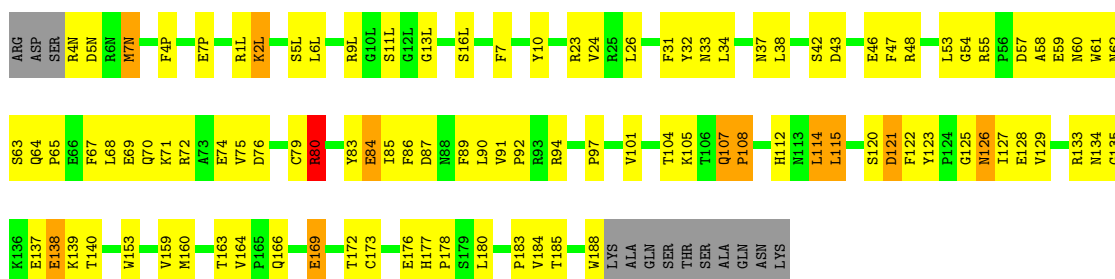 ARG ASP SER R4N D5N R6N M7N F4P E7P R1L K2L S5L L6L R9L G10L S11L G12L G13L S16L F7 Y10 R23 V24 R25 L26 F31 Y32 N33 L34 N37 L38 S42 D43 E46 F47 R48 L53 G54 R55 P56 D57 A58 E59 N60 W61 N62
S63 Q64 P65 E66 F67 L68 E69 Q70 K71 R72 A73 E74 V75 D76 C79 R80 Y83 E84 I85 F86 D87 N88 F89 L90 V91 P92 R93 R94 P97 V101 T104 K105 T106 Q107 P108 H112 N113 L114 L115 S120 D121 F122 Y123 P124 G125 N126 I127 E128 V129 R133 N134 G135
K136 E137 E138 K139 T140 W153 V159 M160 T163 V164 P165 Q166 E169 T172 C173 E176 H177 P178 S179 L180 P183 V184 T185 W188 LYS ALA GLN SER THR SER ALA GLN ASN LYS